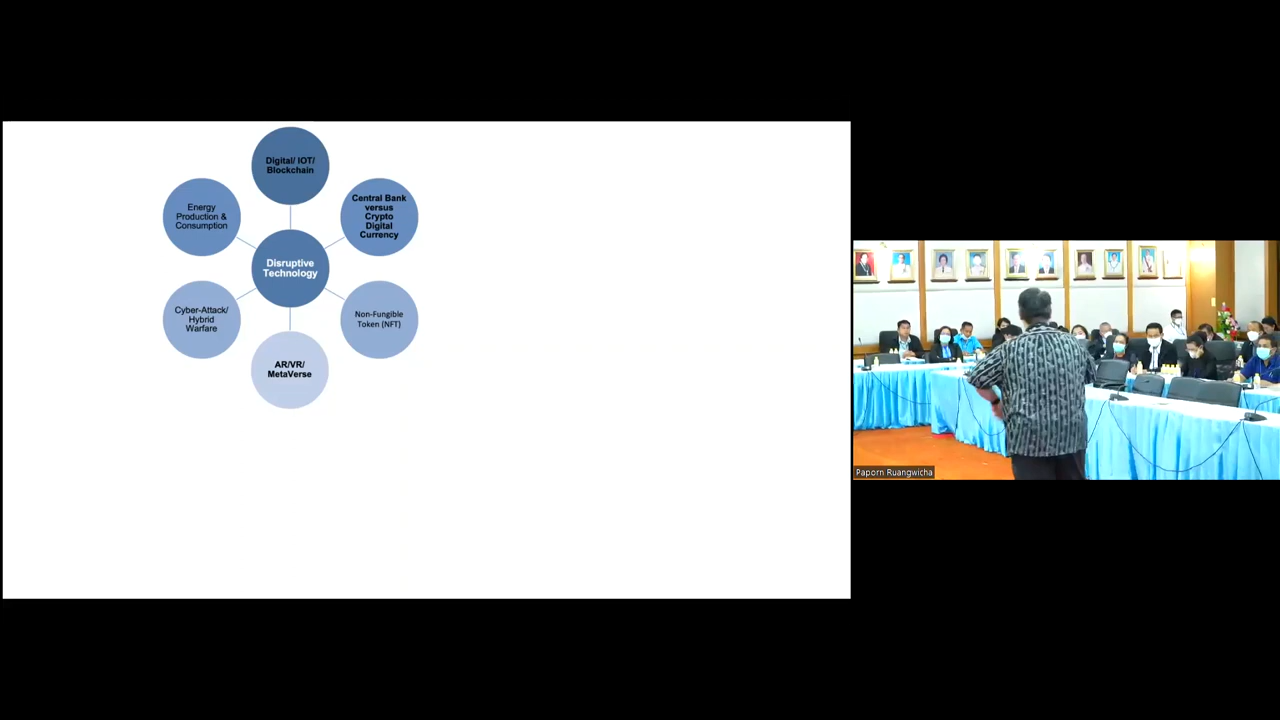 Digital/ IOT/
Blockchain
Central Bank
versus
Crypto
Digital
Currency
Non-Fungible
Token (NFT)
AR/VR/
MetaVerse
Cyber-Attack/
Hybrid
Warfare
Energy
Production &
Consumption
Disruptive
Technology
Paporn Ruangwicha